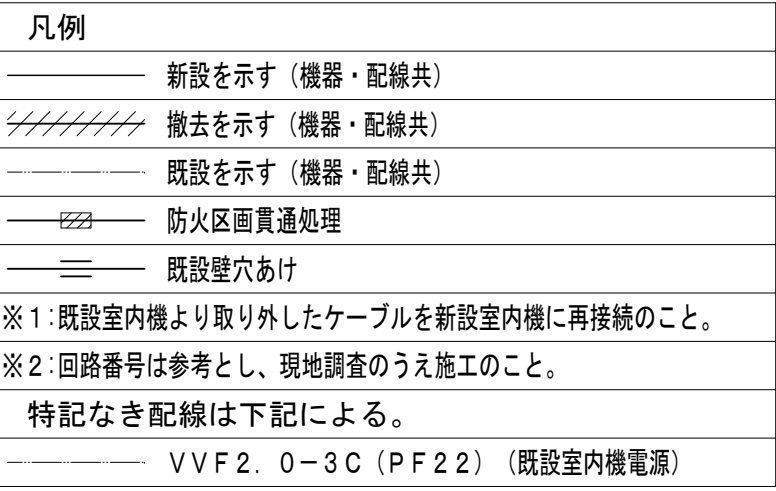 凡例
新設を示す（機器・配線共）
撤去を示す（機器・配線共）
既設を示す（機器・配線共）
防火区画貫通処理
既設壁穴あけ
※１：既設室内機より取り外したケーブルを新設室内機に再接続のこと。
※２：回路番号は参考とし、現地調査のうえ施工のこと。
特記なき配線は下記による。
ＶＶＦ２．０－３Ｃ（ＰＦ２２）（既設室内機電源）